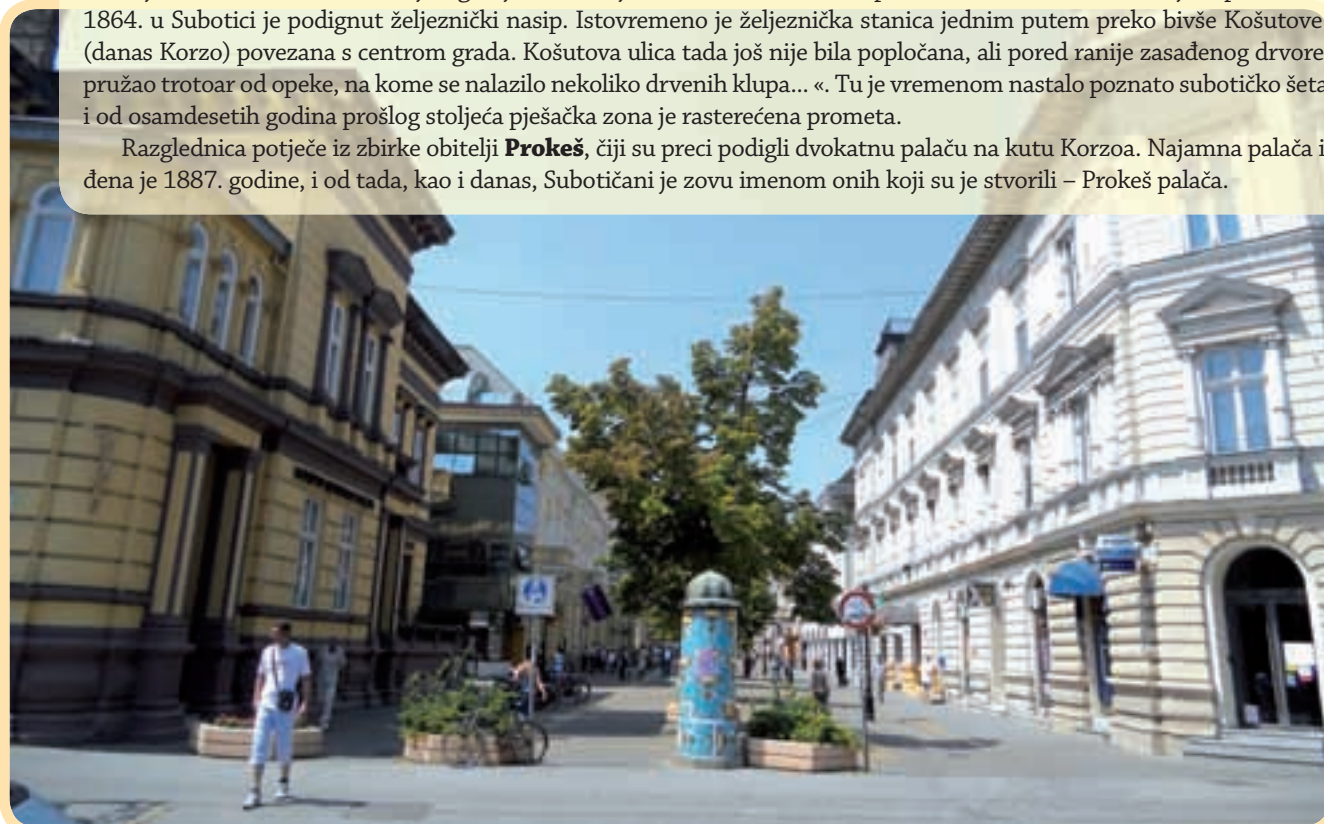 1864. u Subotici je podignut željeznički nasip. Istovremeno je željeznička stanica jednim putem preko bivše Košutove
(danas Korzo) povezana s centrom grada. Košutova ulica tada još nije bila popločana, ali pored ranije zasađenog drvore
pružao trotoar od opeke, na kome se nalazilo nekoliko drvenih klupa... «. Tu je vremenom nastalo poznato subotičko šeta
i od osamdesetih godina prošlog stoljeća pješačka zona je rasterećena prometa.
Razglednica potječe iz zbirke obitelji Prokeš, čiji su preci podigli dvokatnu palaču na kutu Korzoa. Najamna palača i
đena je 1887. godine, i od tada, kao i danas, Subotičani je zovu imenom onih koji su je stvorili – Prokeš palača.